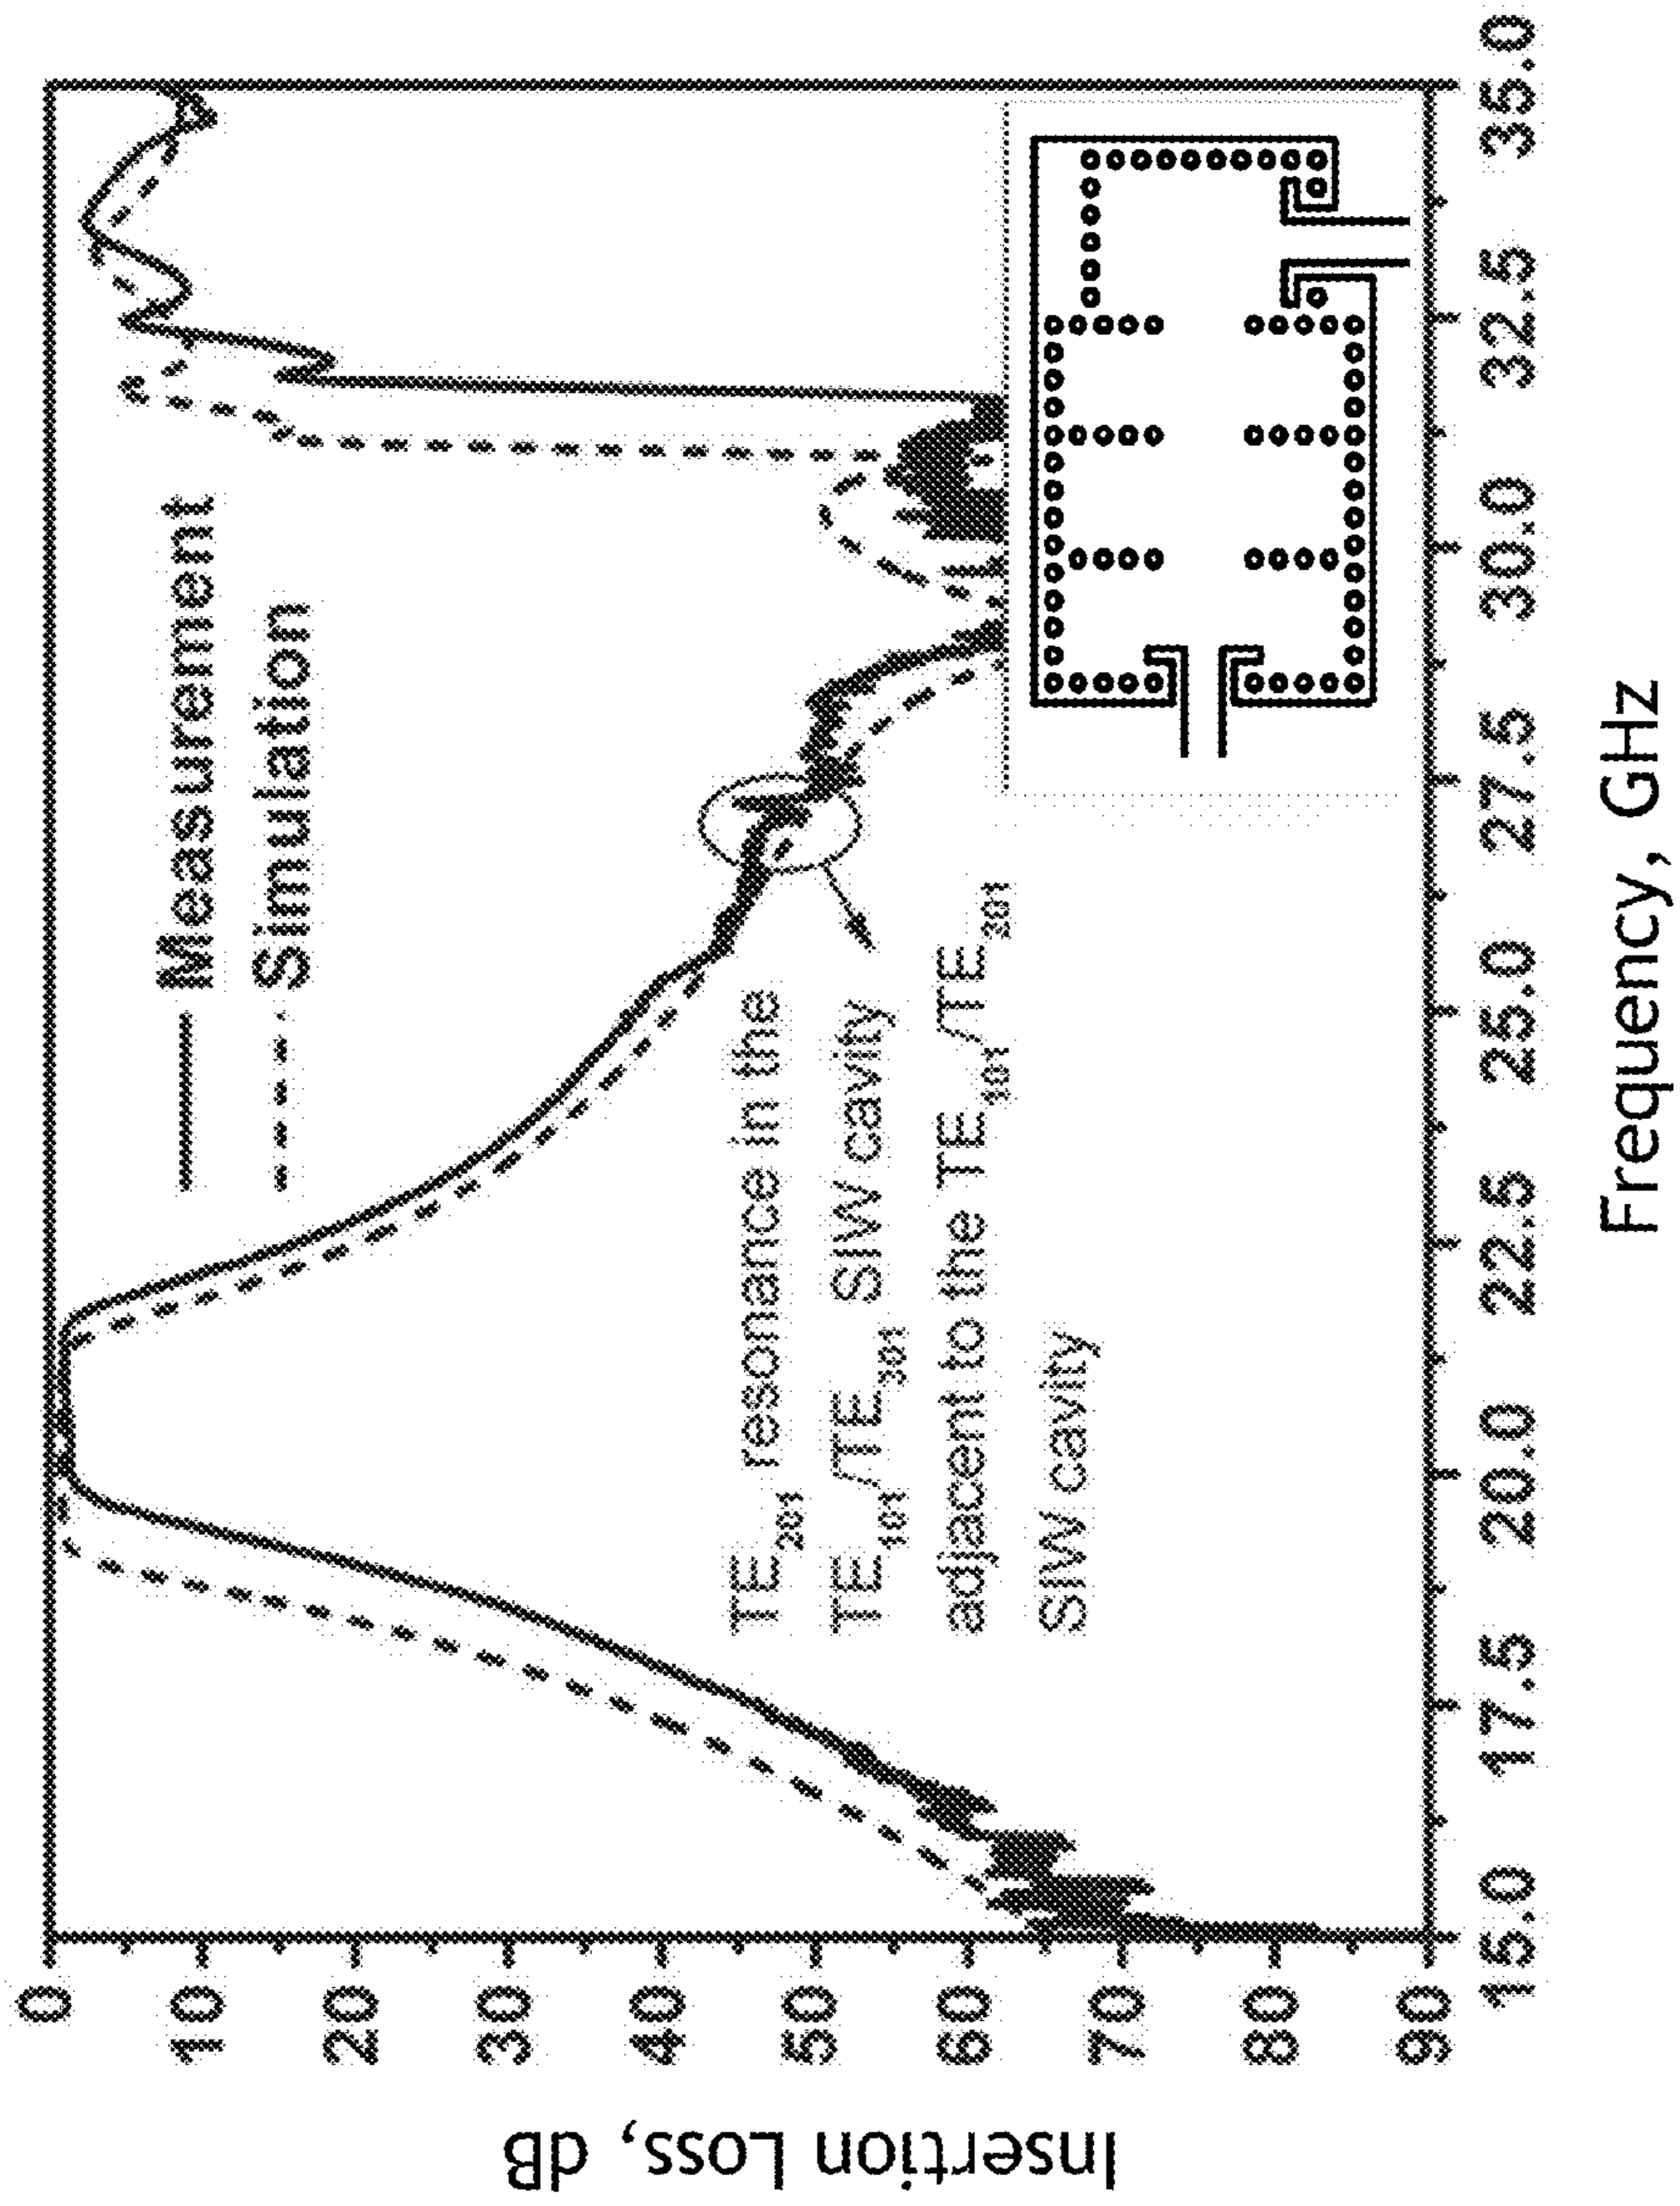 Insertion Loss, dB
0
10
20
30
40
50
60
70
80
90
Measurement
Simulation
TE₂₀₁ resonance in the
TE₁₀₁/TE₃₀₁ SIW cavity
adjacent to the TE₁₀₁/TE₂₀₁
SIW cavity
15.0 17.5 20.0 22.5 25.0 27.5 30.0 32.5 35.0
Frequency, GHz